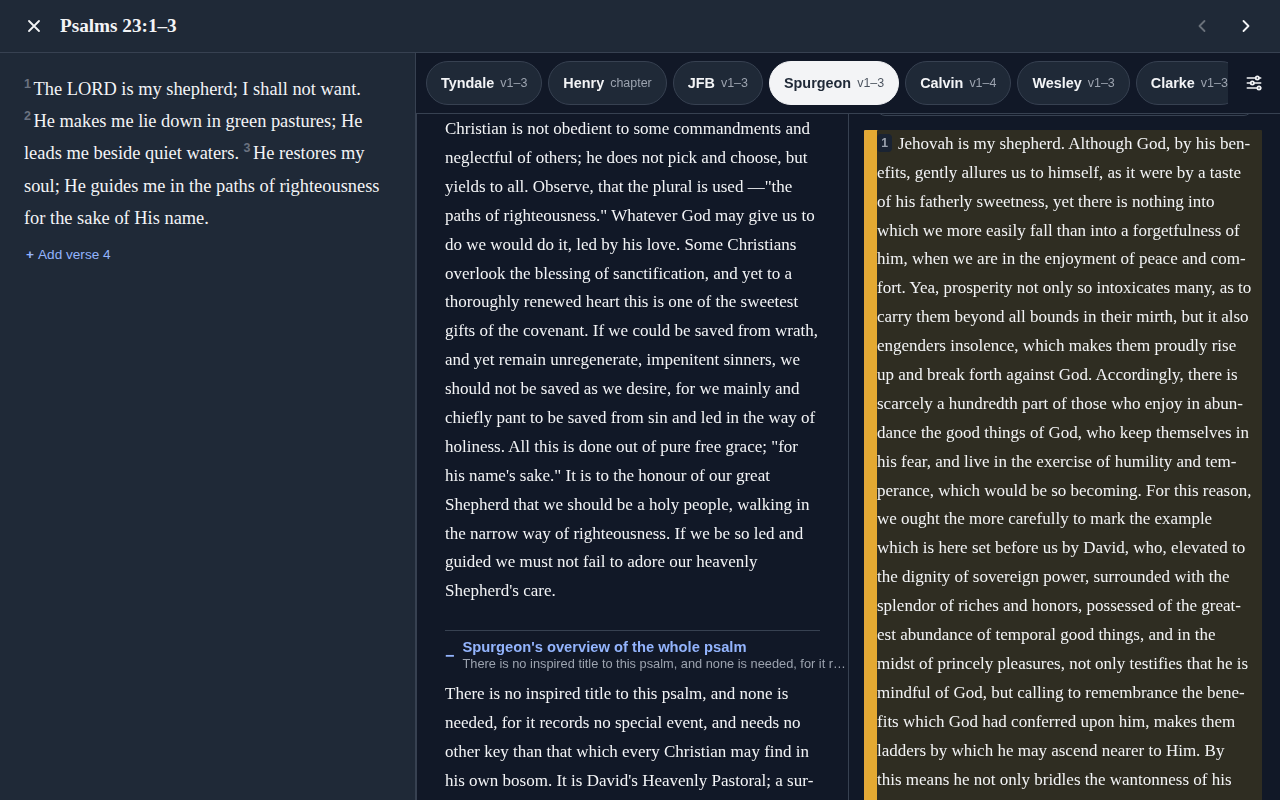 Psalms 23:1–3
1 The LORD is my shepherd; I shall not want.
2 He makes me lie down in green pastures; He
leads me beside quiet waters. 3 He restores my
soul; He guides me in the paths of righteousness
for the sake of His name.
+ Add verse 4
Tyndale v1–3 Henry chapter JFB v1–3 Spurgeon v1–3 Calvin v1–4 Wesley v1–3 Clarke v1–3
Christian is not obedient to some commandments and
neglectful of others; he does not pick and choose, but
yields to all. Observe, that the plural is used —"the
paths of righteousness." Whatever God may give us to
do we would do it, led by his love. Some Christians
overlook the blessing of sanctification, and yet to a
thoroughly renewed heart this is one of the sweetest
gifts of the covenant. If we could be saved from wrath,
and yet remain unregenerate, impenitent sinners, we
should not be saved as we desire, for we mainly and
chiefly pant to be saved from sin and led in the way of
holiness. All this is done out of pure free grace; "for
his name's sake." It is to the honour of our great
Shepherd that we should be a holy people, walking in
the narrow way of righteousness. If we be so led and
guided we must not fail to adore our heavenly
Shepherd's care.
– Spurgeon's overview of the whole psalm
There is no inspired title to this psalm, and none is needed, for it r…
There is no inspired title to this psalm, and none is
needed, for it records no special event, and needs no
other key than that which every Christian may find in
his own bosom. It is David's Heavenly Pastoral; a sur-
1 Jehovah is my shepherd. Although God, by his ben-
efits, gently allures us to himself, as it were by a taste
of his fatherly sweetness, yet there is nothing into
which we more easily fall than into a forgetfulness of
him, when we are in the enjoyment of peace and com-
fort. Yea, prosperity not only so intoxicates many, as to
carry them beyond all bounds in their mirth, but it also
engenders insolence, which makes them proudly rise
up and break forth against God. Accordingly, there is
scarcely a hundredth part of those who enjoy in abun-
dance the good things of God, who keep themselves in
his fear, and live in the exercise of humility and tem-
perance, which would be so becoming. For this reason,
we ought the more carefully to mark the example
which is here set before us by David, who, elevated to
the dignity of sovereign power, surrounded with the
splendor of riches and honors, possessed of the great-
est abundance of temporal good things, and in the
midst of princely pleasures, not only testifies that he is
mindful of God, but calling to remembrance the bene-
fits which God had conferred upon him, makes them
ladders by which he may ascend nearer to Him. By
this means he not only bridles the wantonness of his